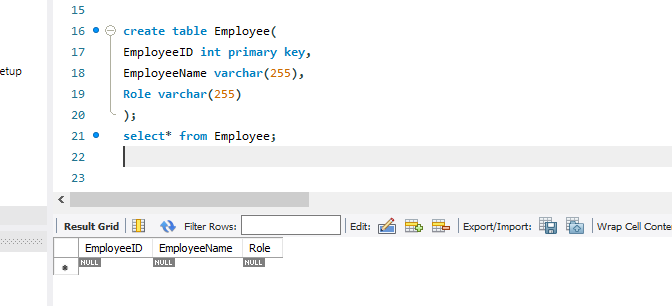 15
16 create table Employee(
etup
17 EmployeeID int primary key,
18 EmployeeName varchar(255),
19 Role varchar(255)
20 );
21 select* from Employee;
22
23
Result Grid Filter Rows: Edit: Export/Import: Wrap Cell Conte
EmployeeID EmployeeName Role
NULL NULL NULL